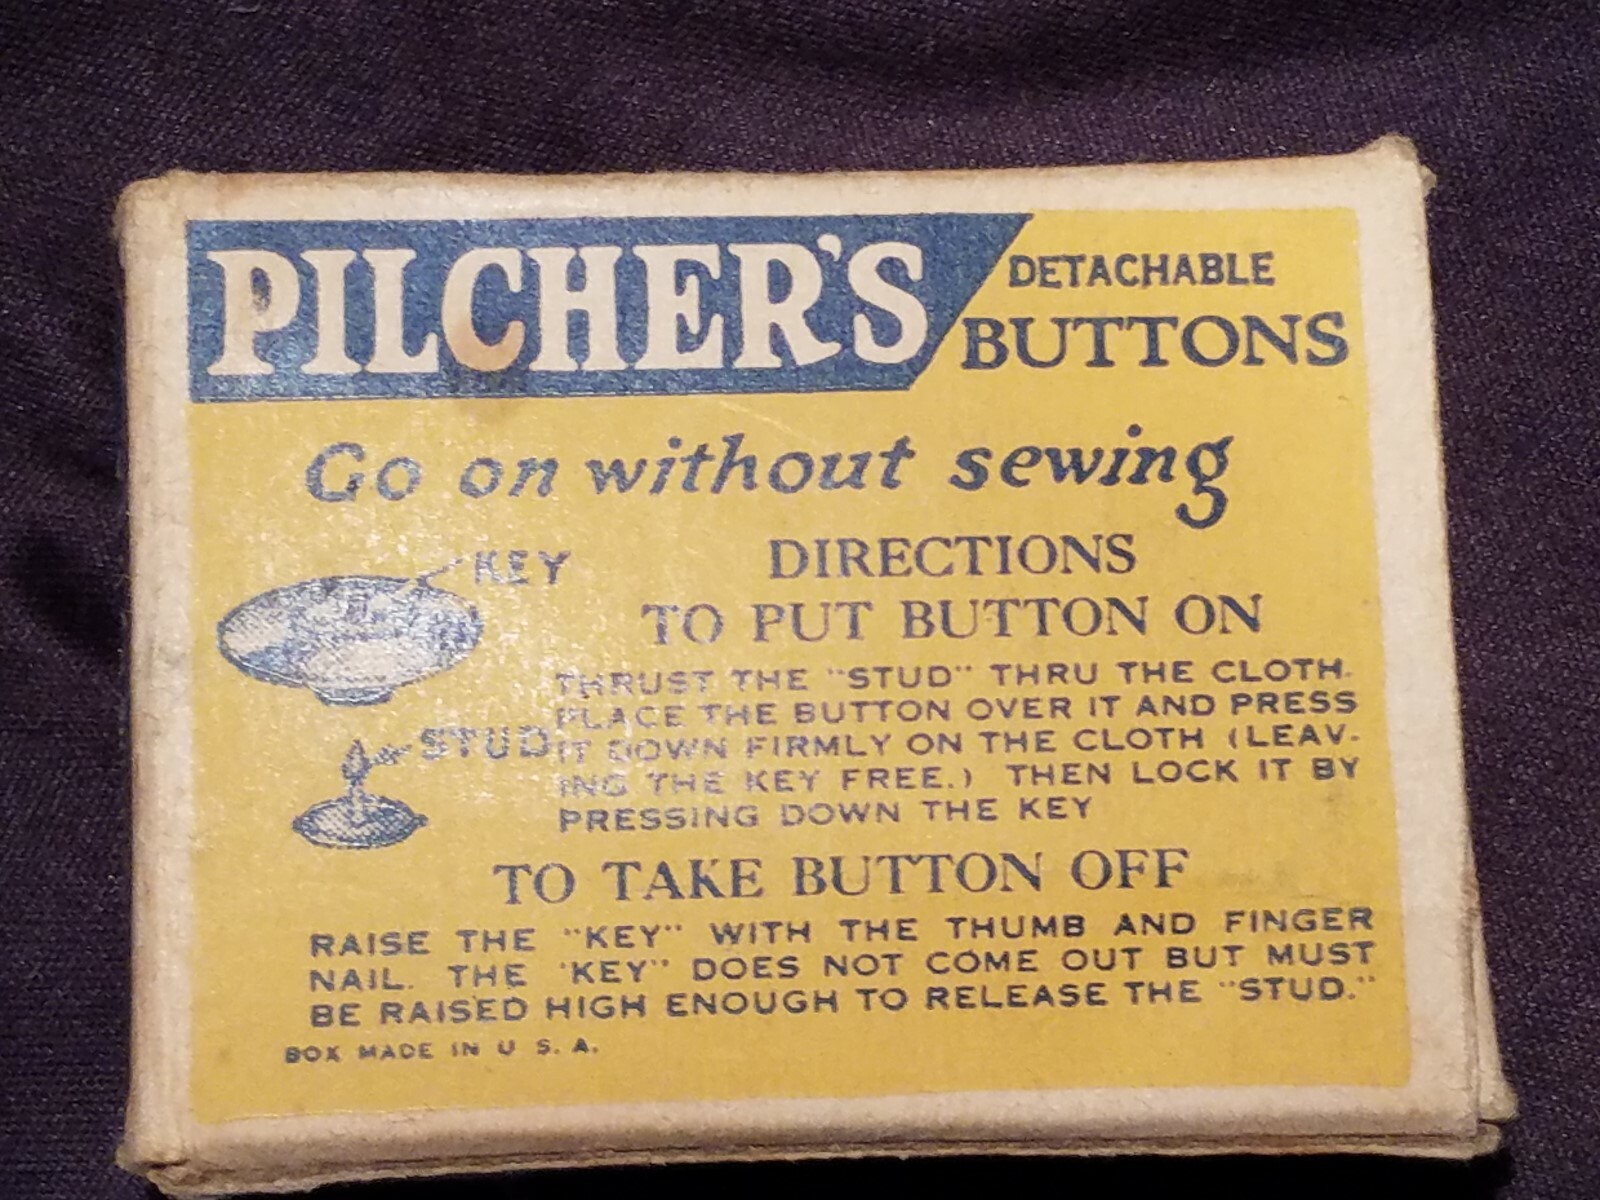 PILCHER'S DETACHABLE
BUTTONS
Go on without sewing
KEY
STUD
DIRECTIONS
TO PUT BUTTON ON
THRUST THE "STUD" THRU THE CLOTH.
PLACE THE BUTTON OVER IT AND PRESS
IT DOWN FIRMLY ON THE CLOTH (LEAV-
ING THE KEY FREE.) THEN LOCK IT BY
PRESSING DOWN THE KEY
TO TAKE BUTTON OFF
RAISE THE "KEY" WITH THE THUMB AND FINGER
NAIL. THE 'KEY" DOES NOT COME OUT BUT MUST
BE RAISED HIGH ENOUGH TO RELEASE THE "STUD."
BOX MADE IN U S. A.